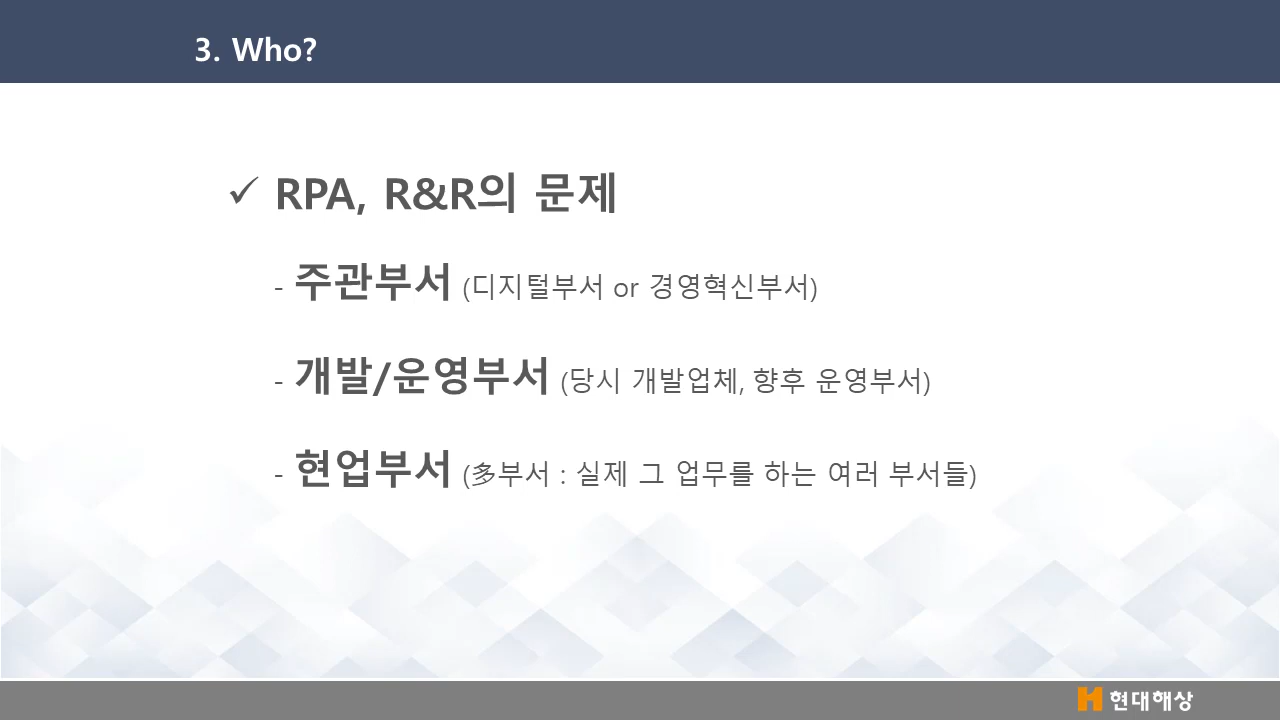 3. Who?
✓ RPA, R&R의 문제
- 주관부서 (디지털부서 or 경영혁신부서)
- 개발/운영부서 (당시 개발업체, 향후 운영부서)
- 현업부서 (多부서 : 실제 그 업무를 하는 여러 부서들)
현대해상